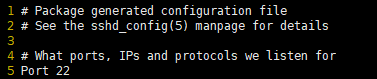 1 # Package generated configuration file
2 # See the sshd_config(5) manpage for details
3
4 # What ports, IPs and protocols we listen for
5 Port 22